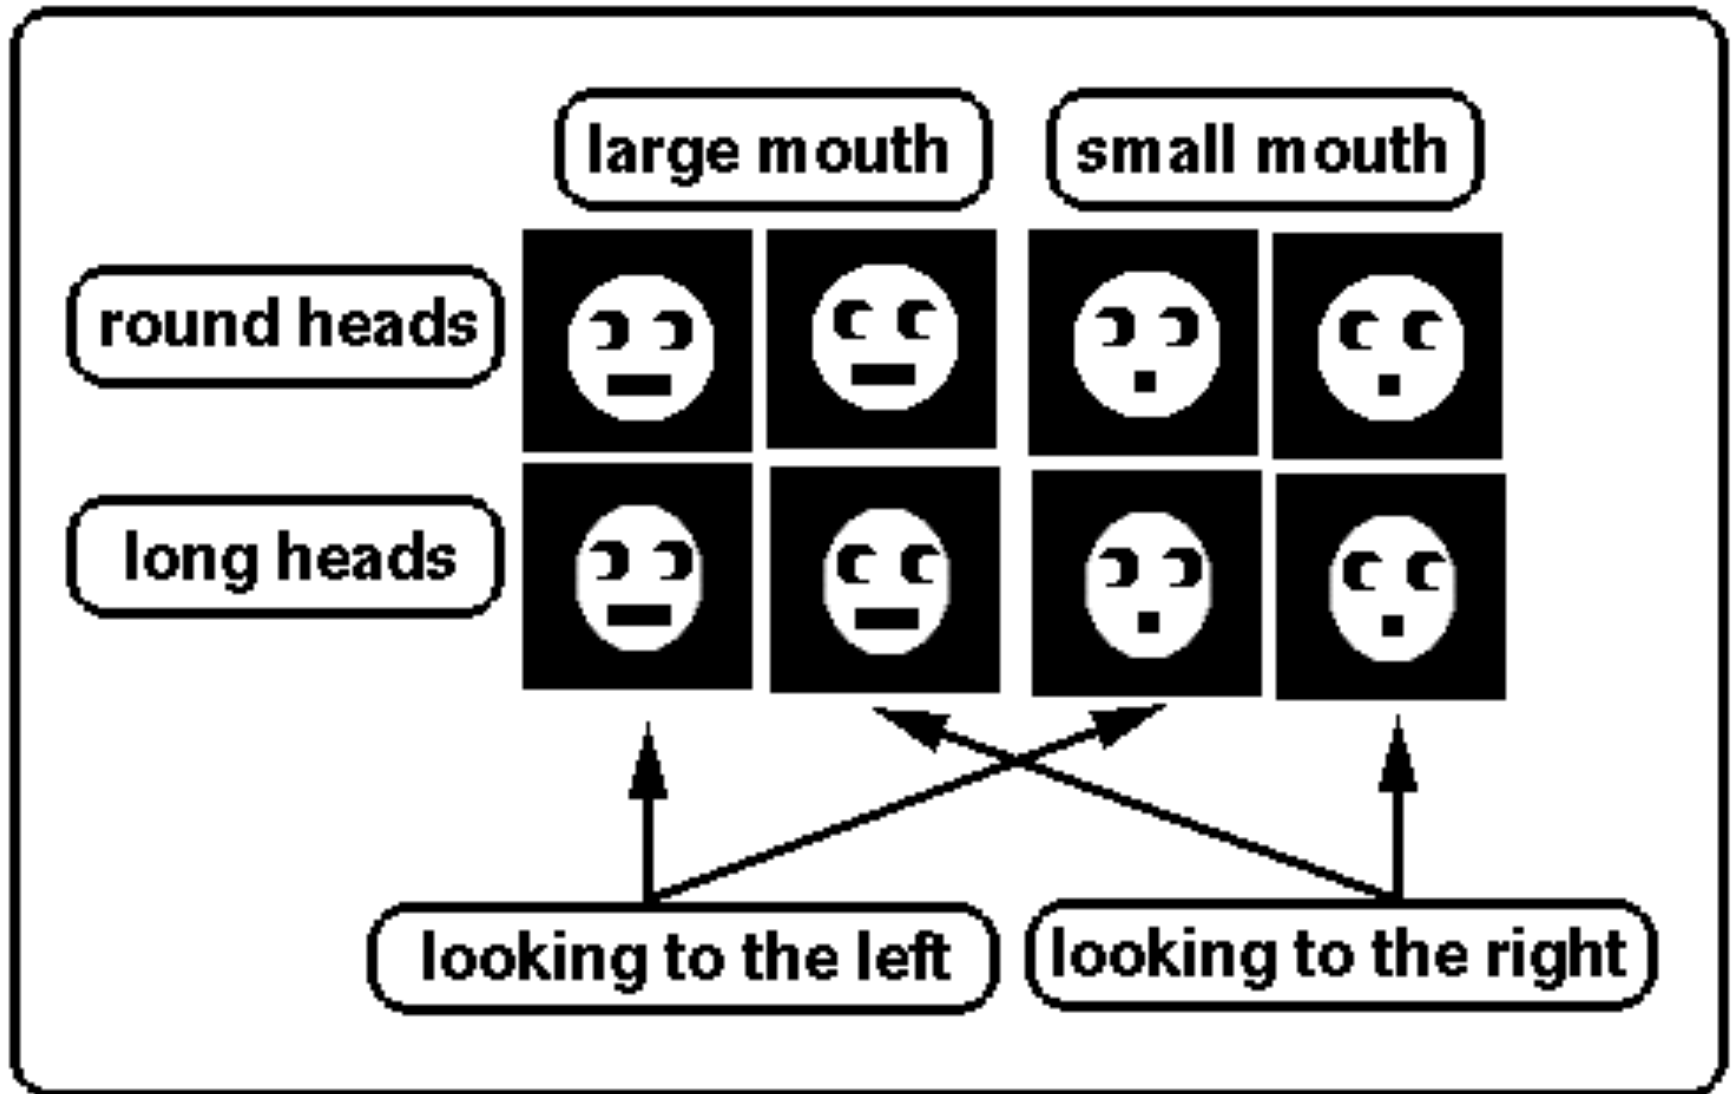 large mouth
small mouth
round heads
long heads
looking to the left
looking to the right